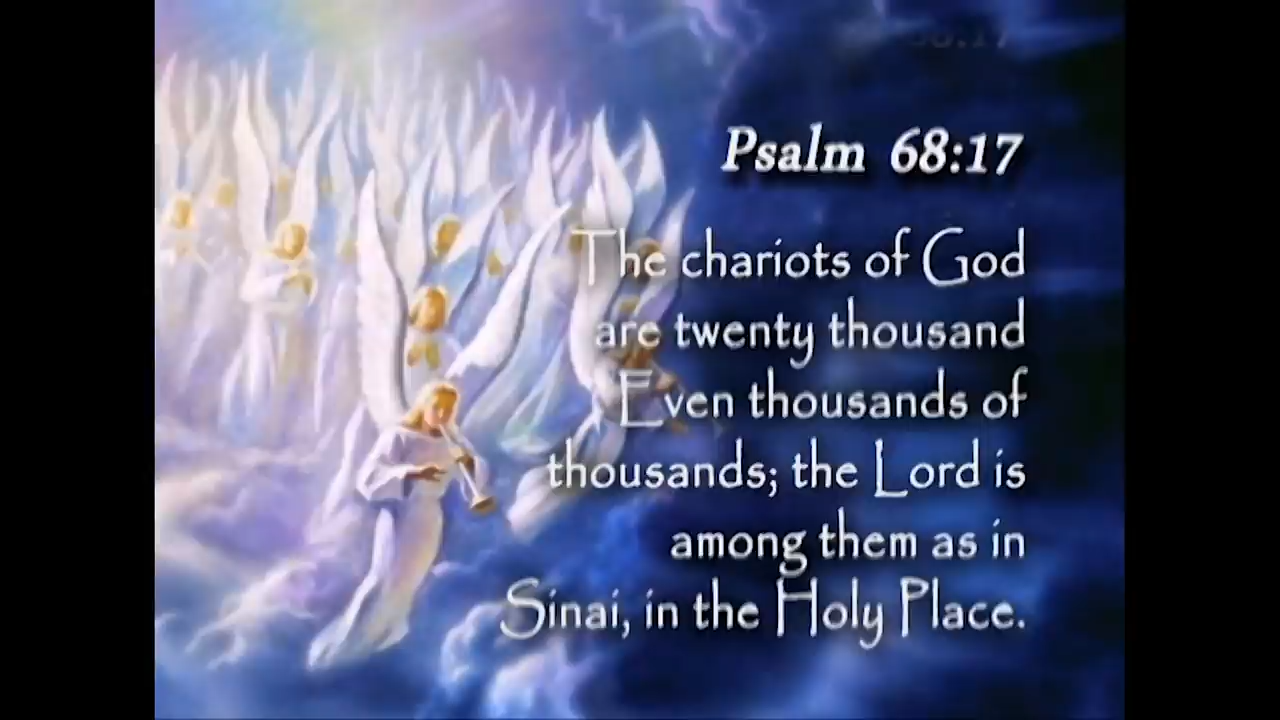 Psalm 68:17
The chariots of God
are twenty thousand
Even thousands of
thousands; the Lord is
among them as in
Sinai, in the Holy Place.